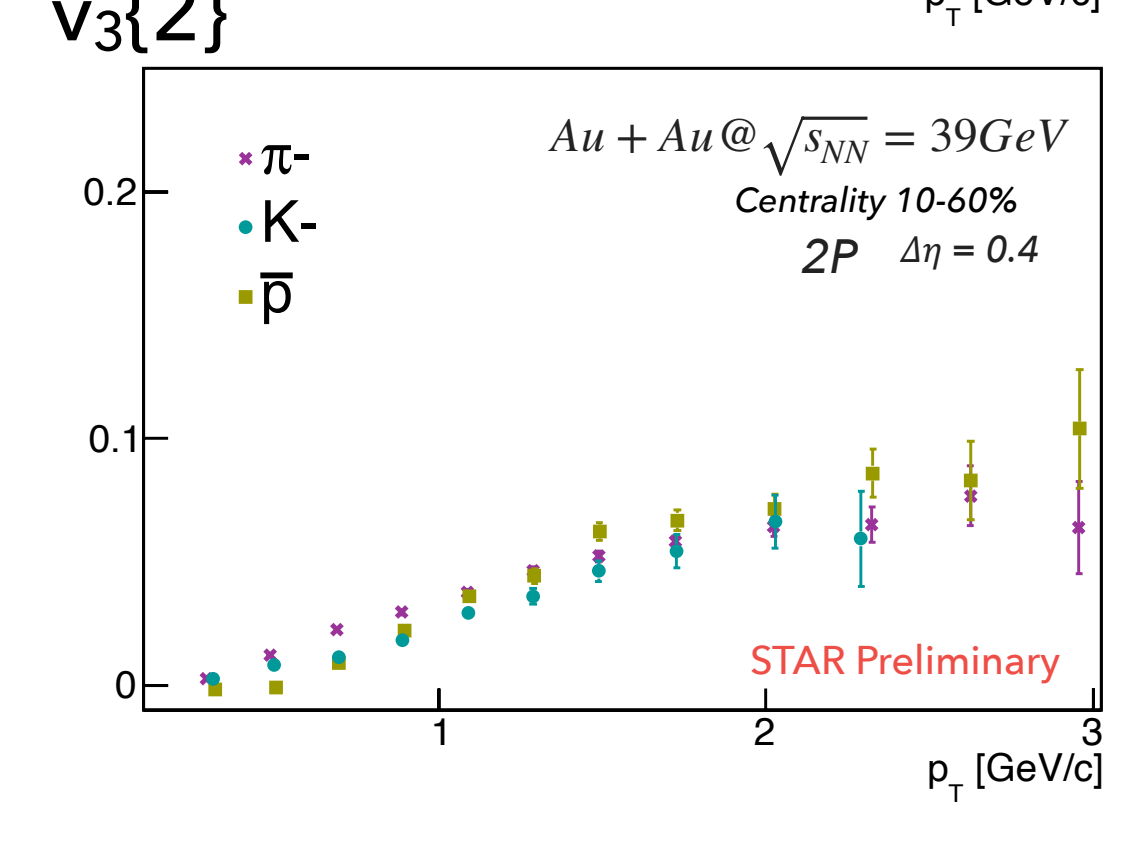 p_T [GeV/c]
v₃{2}
Au + Au@√s_NN = 39GeV
π-
0.2
Centrality 10-60%
K-
2P Δη = 0.4
p̅
0.1
STAR Preliminary
0
1 2 3
p_T [GeV/c]